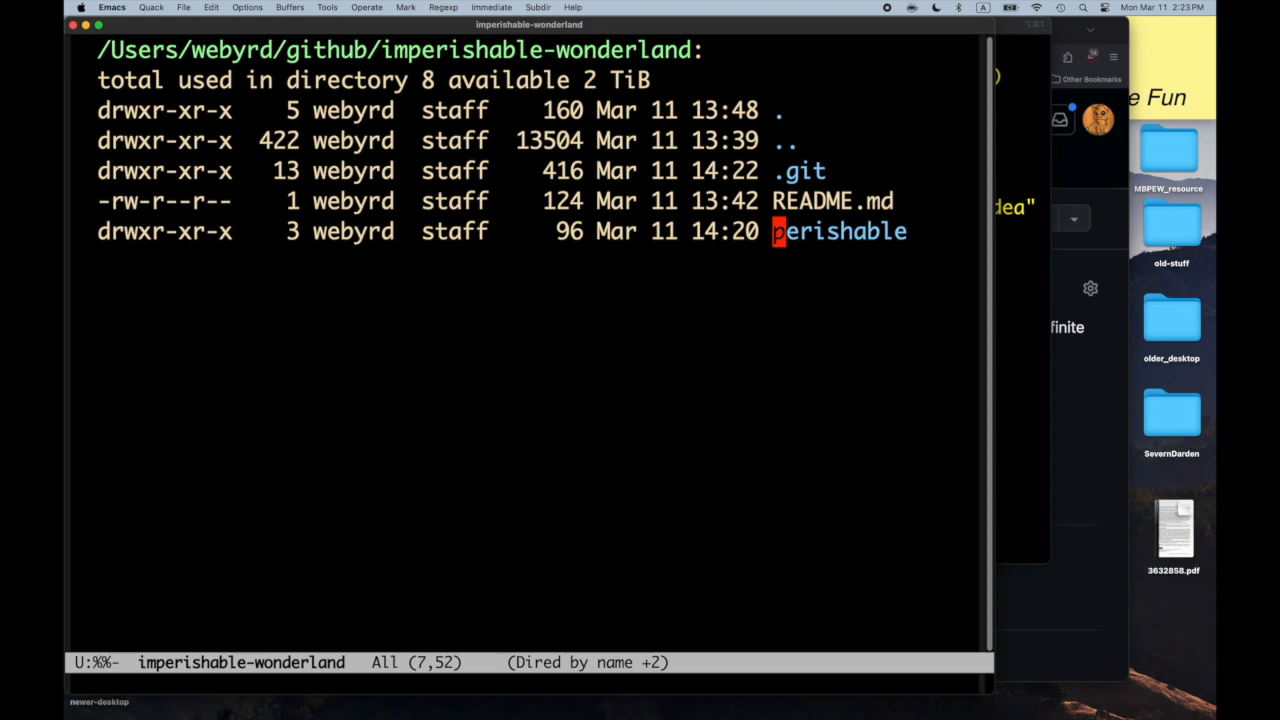 Emacs Quack File Edit Options Buffers Tools Operate Mark Regexp Immediate Subdir Help A Mon Mar 11 2:23 PM
imperishable-wonderland
/Users/webyrd/github/imperishable-wonderland:
total used in directory 8 available 2 TiB
drwxr-xr-x 5 webyrd staff 160 Mar 11 13:48 .
drwxr-xr-x 422 webyrd staff 13504 Mar 11 13:39 ..
drwxr-xr-x 13 webyrd staff 416 Mar 11 14:22 .git
-rw-r--r-- 1 webyrd staff 124 Mar 11 13:42 README.md
drwxr-xr-x 3 webyrd staff 96 Mar 11 14:20 perishable
U:%%- imperishable-wonderland All (7,52) (Dired by name +2)
newer-desktop
⌥⌘1
)
Other Bookmarks
dea"
finite
e Fun
MBPEW_resource
old-stuff
older_desktop
SevernDarden
3632858.pdf